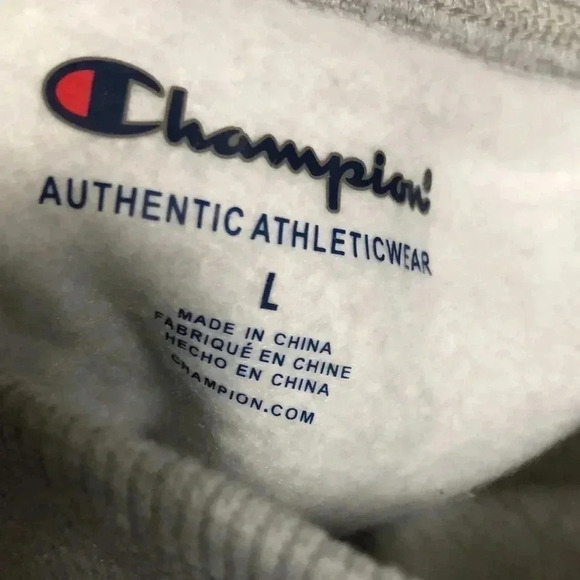 Champion
AUTHENTIC ATHLETICWEAR
L
MADE IN CHINA
FABRIQUÉ EN CHINE
HECHO EN CHINA
CHAMPION.COM